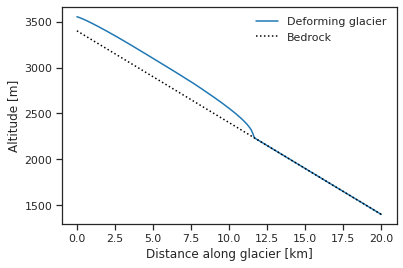 Deforming glacier
Bedrock
3500
3000
2500
2000
1500
Altitude [m]
0.0 2.5 5.0 7.5 10.0 12.5 15.0 17.5 20.0
Distance along glacier [km]